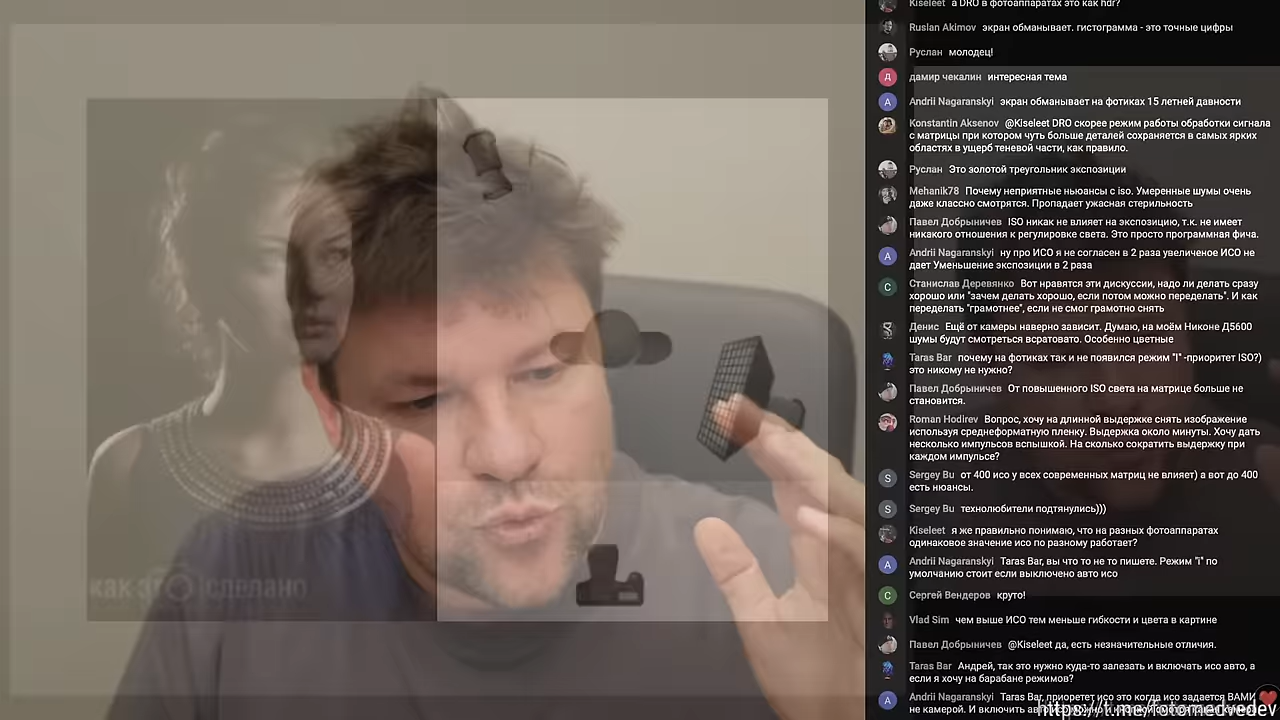 Kiseleet а DRO в фотоаппаратах это как hdr?
Ruslan Akimov экран обманывает. гистограмма - это точные цифры
Руслан молодец!
дамир чекалин интересная тема
Andrii Nagaranskyi экран обманывает на фотиках 15 летней давности
Konstantin Aksenov @Kiseleet DRO скорее режим работы обработки сигнала
с матрицы при котором чуть больше деталей сохраняется в самых ярких
областях в ущерб теневой части, как правило.
Руслан Это золотой треугольник экспозиции
Mehanik78 Почему неприятные ньюансы с iso. Умеренные шумы очень
даже классно смотрятся. Пропадает ужасная стерильность
Павел Добрыничев ISO никак не влияет на экспозицию, т.к. не имеет
никакого отношения к регулировке света. Это просто программная фича.
Andrii Nagaranskyi ну про ИСО я не согласен в 2 раза увеличеное ИСО не
дает Уменьшение экспозиции в 2 раза
Станислав Деревянко Вот нравятся эти дискуссии, надо ли делать сразу
хорошо или "зачем делать хорошо, если потом можно переделать". И как
переделать "грамотнее", если не смог грамотно снять
Денис Ещё от камеры наверно зависит. Думаю, на моём Никоне Д5600
шумы будут смотреться всратовато. Особенно цветные
Taras Bar почему на фотиках так и не появился режим "I" -приоритет ISO?)
это никому не нужно?
Павел Добрыничев От повышенного ISO света на матрице больше не
становится.
Roman Hodirev Вопрос, хочу на длинной выдержке снять изображение
используя среднеформатную пленку. Выдержка около минуты. Хочу дать
несколько импульсов вспышкой. На сколько сократить выдержку при
каждом импульсе?
Sergey Bu от 400 исо у всех современных матриц не влияет) а вот до 400
есть нюансы.
Sergey Bu технолюбители подтянулись)))
Kiseleet я же правильно понимаю, что на разных фотоаппаратах
одинаковое значение исо по разному работает?
Andrii Nagaranskyi Taras Bar, вы что то не то пишете. Режим "i" по
умолчанию стоит если выключено авто исо
Сергей Вендеров круто!
Vlad Sim чем выше ИСО тем меньше гибкости и цвета в картине
Павел Добрыничев @Kiseleet да, есть незначительные отличия.
Taras Bar Андрей, так это нужно куда-то залезать и включать исо авто, а
если я хочу на барабане режимов?
Andrii Nagaranskyi Taras Bar, приоретет исо это когда исо задается ВАМИ
не камерой. И включить
https://t.me/fotomedvedev
как это сделано